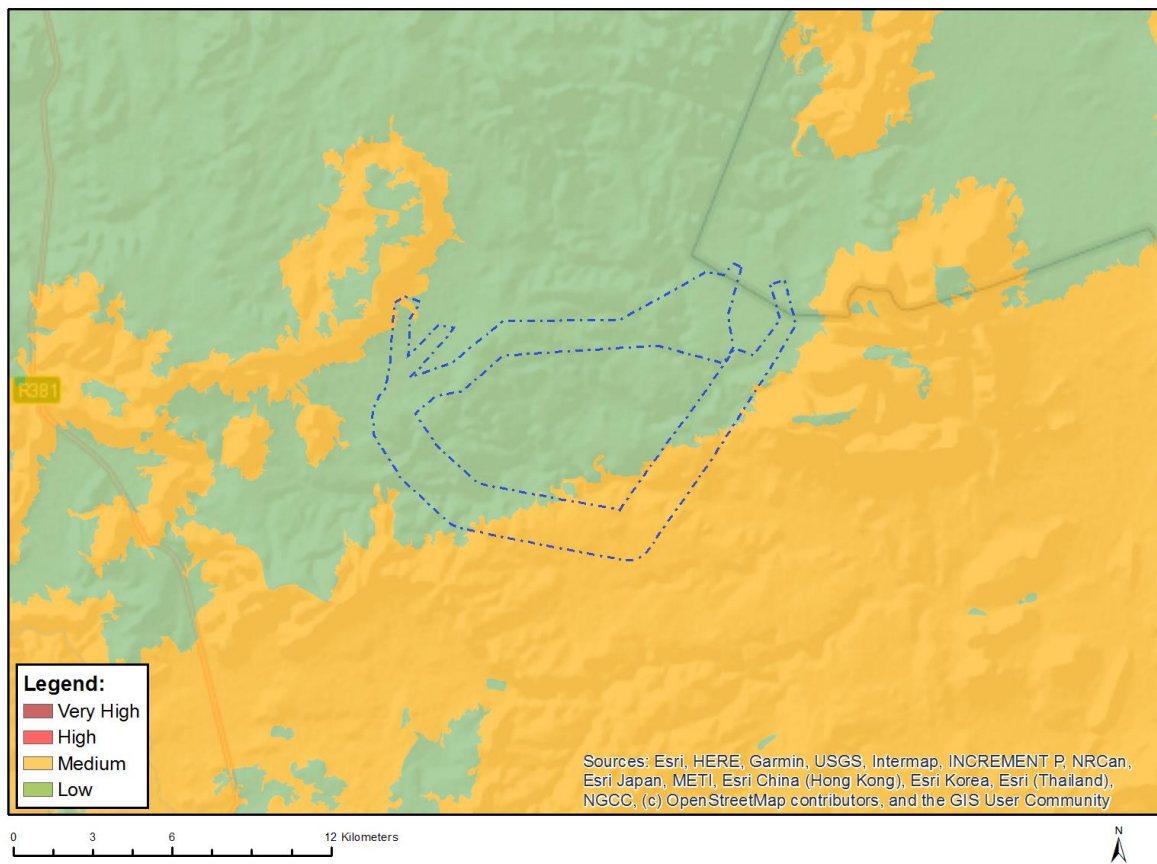 R381
Legend:
Very High
High
Medium
Low
Sources: Esri, HERE, Garmin, USGS, Intermap, INCREMENT P, NRCan,
Esri Japan, METI, Esri China (Hong Kong), Esri Korea, Esri (Thailand),
NGCC, (c) OpenStreetMap contributors, and the GIS User Community
0 3 6 12 Kilometers
N